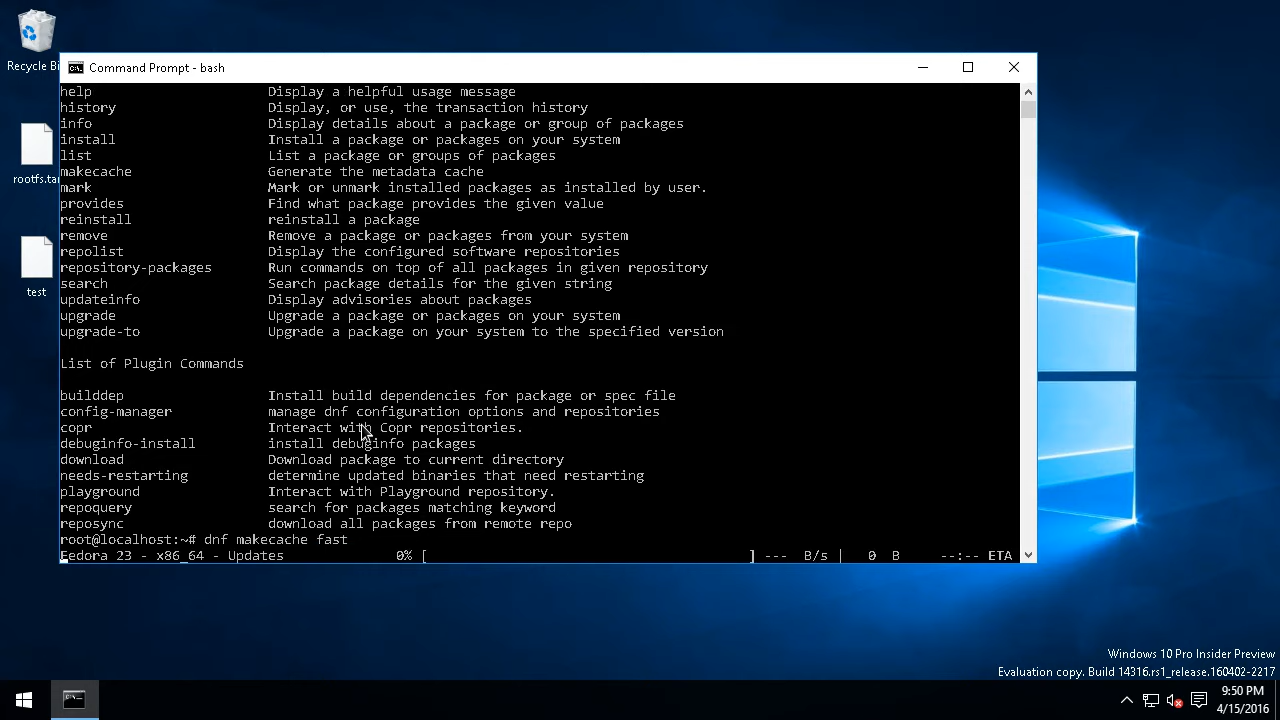 Recycle Bi
rootfs.tar
test
Command Prompt - bash
help Display a helpful usage message
history Display, or use, the transaction history
info Display details about a package or group of packages
install Install a package or packages on your system
list List a package or groups of packages
makecache Generate the metadata cache
mark Mark or unmark installed packages as installed by user.
provides Find what package provides the given value
reinstall reinstall a package
remove Remove a package or packages from your system
repolist Display the configured software repositories
repository-packages Run commands on top of all packages in given repository
search Search package details for the given string
updateinfo Display advisories about packages
upgrade Upgrade a package or packages on your system
upgrade-to Upgrade a package on your system to the specified version
List of Plugin Commands
builddep Install build dependencies for package or spec file
config-manager manage dnf configuration options and repositories
copr Interact with Copr repositories.
debuginfo-install install debuginfo packages
download Download package to current directory
needs-restarting determine updated binaries that need restarting
playground Interact with Playground repository.
repoquery search for packages matching keyword
reposync download all packages from remote repo
root@localhost:~# dnf makecache fast
Fedora 23 - x86_64 - Updates 0% [ ] --- B/s | 0 B --:-- ETA
Windows 10 Pro Insider Preview
Evaluation copy. Build 14316.rs1_release.160402-2217
9:50 PM
4/15/2016